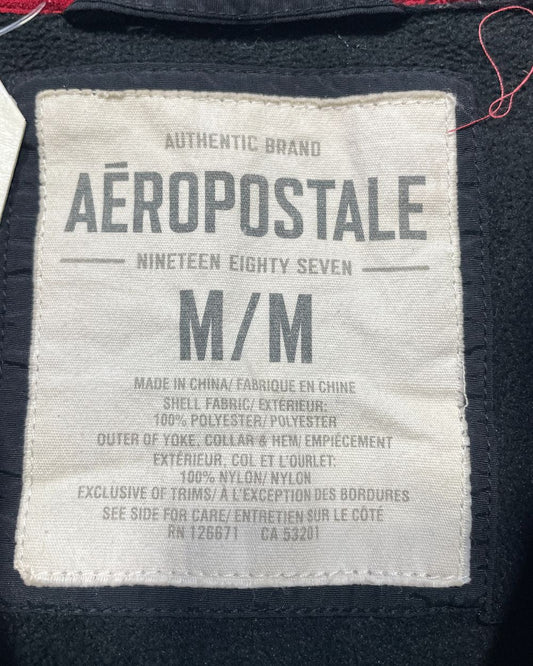 AUTHENTIC BRAND
AÉROPOSTALE
NINETEEN EIGHTY SEVEN
M/M
MADE IN CHINA/ FABRIQUE EN CHINE
SHELL FABRIC/ EXTÉRIEUR:
100% POLYESTER/ POLYESTER
OUTER OF YOKE, COLLAR & HEM/ EMPIÉCEMENT
EXTÉRIEUR, COL ET L'OURLET:
100% NYLON/ NYLON
EXCLUSIVE OF TRIMS/ À L'EXCEPTION DES BORDURES
SEE SIDE FOR CARE/ ENTRETIEN SUR LE CÔTÉ
RN 126671 CA 53201